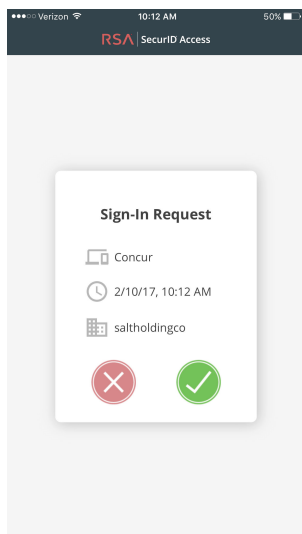 Verizon 10:12 AM 50%
RSA SecurID Access
Sign-In Request
Concur
2/10/17, 10:12 AM
saltholdingco